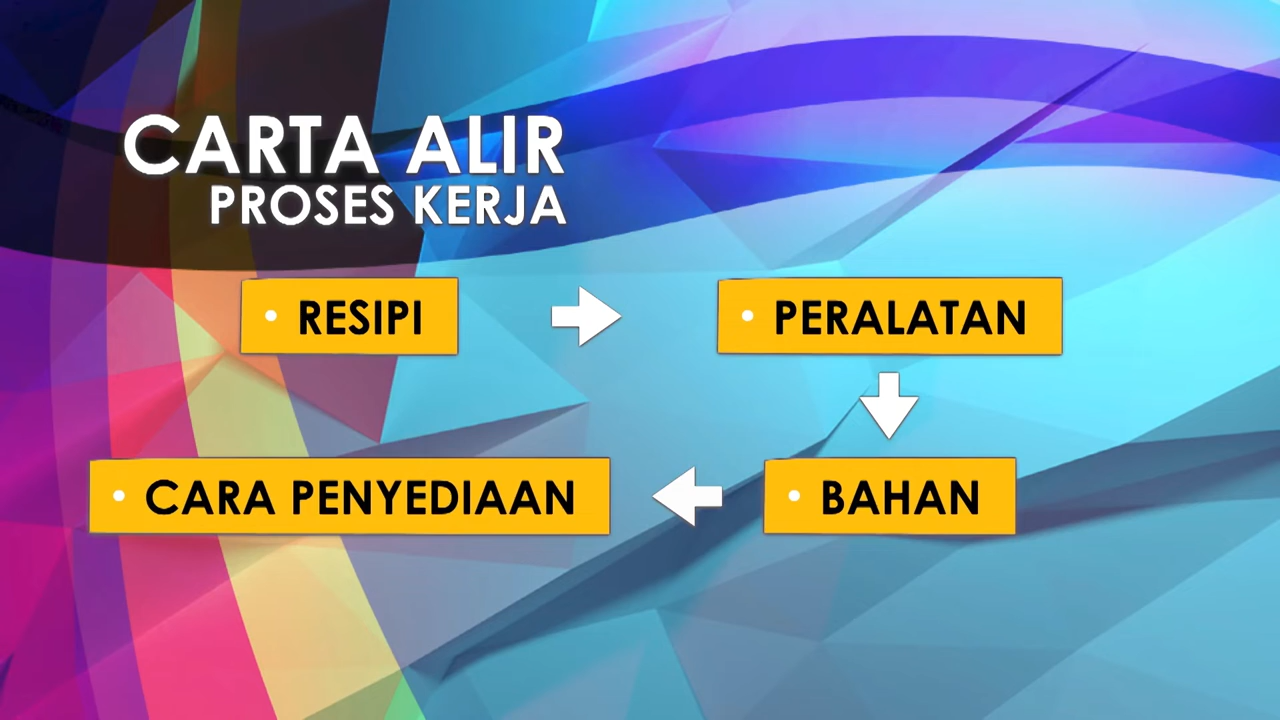 CARTA ALIR
PROSES KERJA
• RESIPI
• PERALATAN
• BAHAN
• CARA PENYEDIAAN